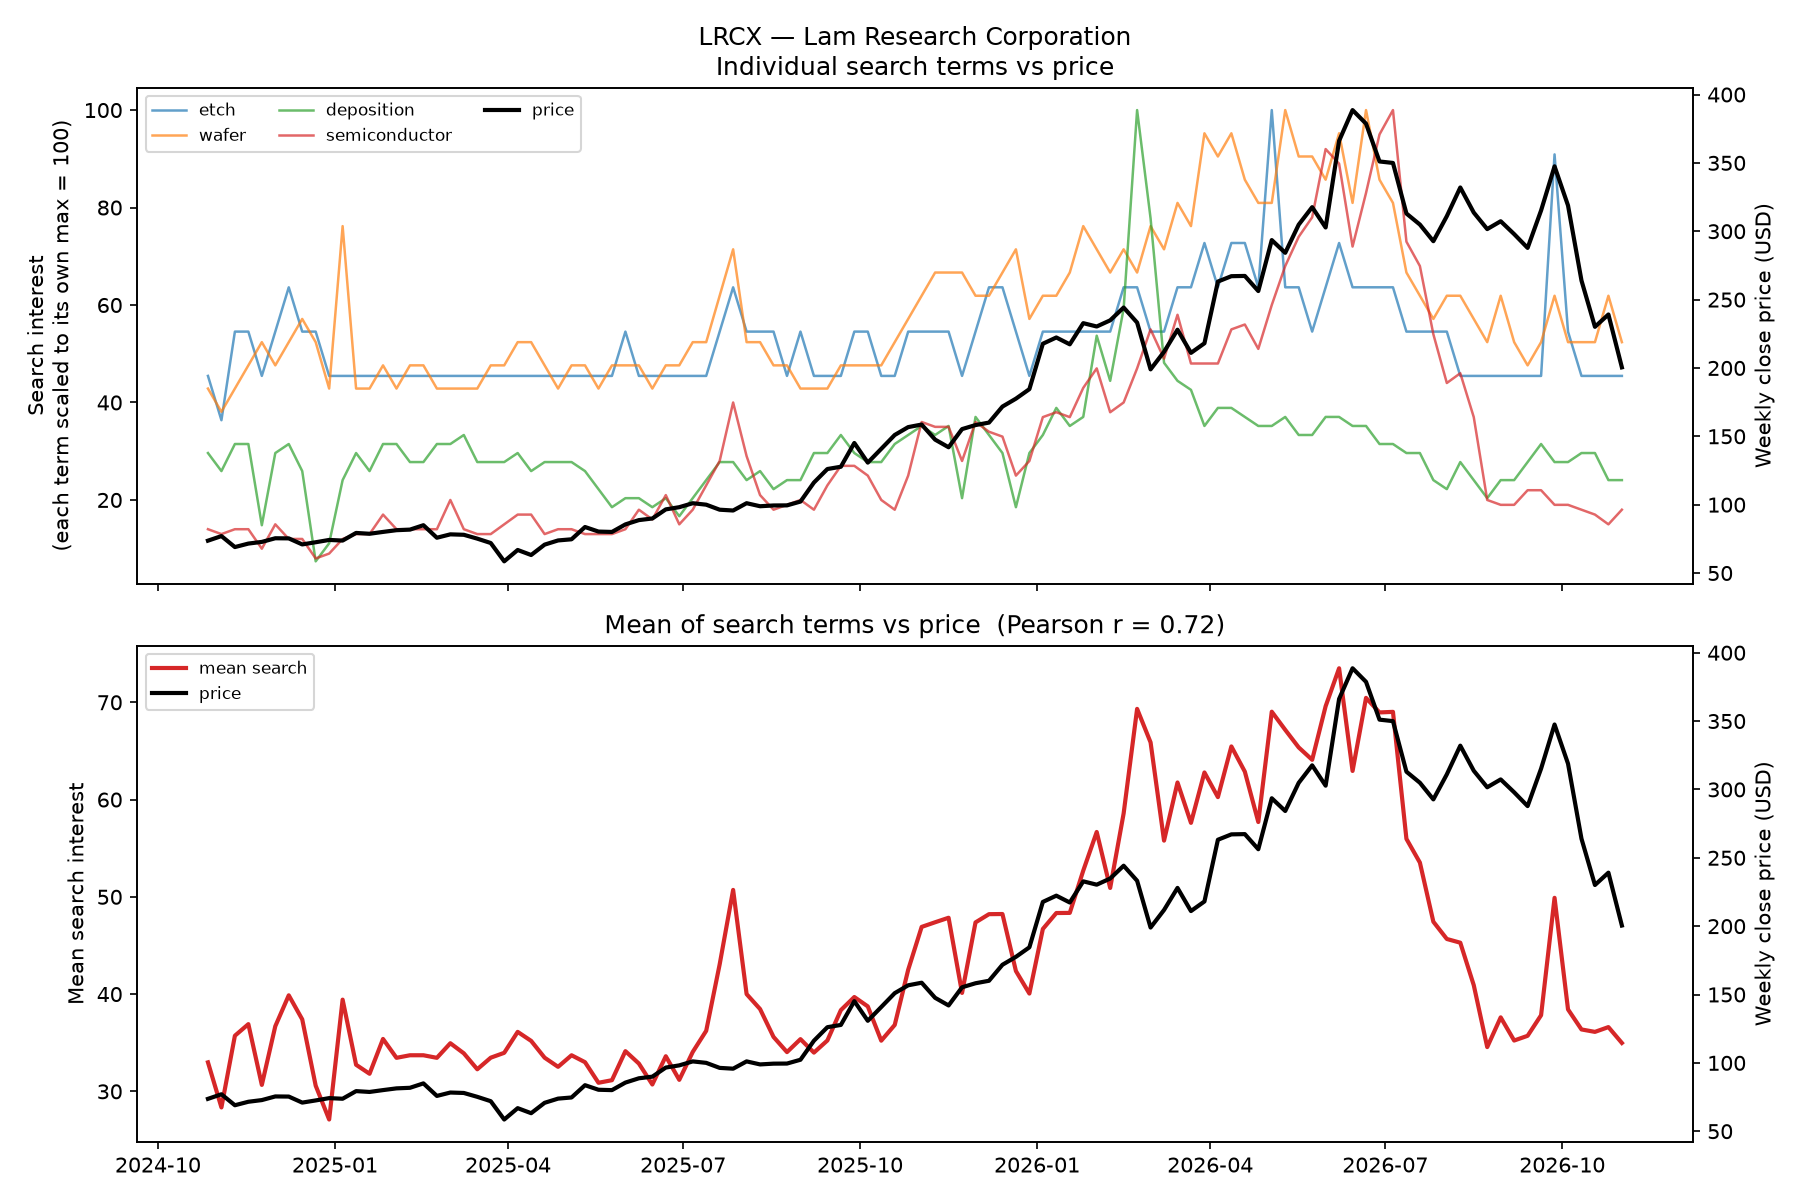 LRCX — Lam Research Corporation
Individual search terms vs price
etch
wafer
deposition
semiconductor
price
Search interest
(each term scaled to its own max = 100)
100
80
60
40
20
400
350
300
250
200
150
100
50
Weekly close price (USD)
Mean of search terms vs price (Pearson r = 0.72)
mean search
price
Mean search interest
70
60
50
40
30
400
350
300
250
200
150
100
50
Weekly close price (USD)
2024-10
2025-01
2025-04
2025-07
2025-10
2026-01
2026-04
2026-07
2026-10